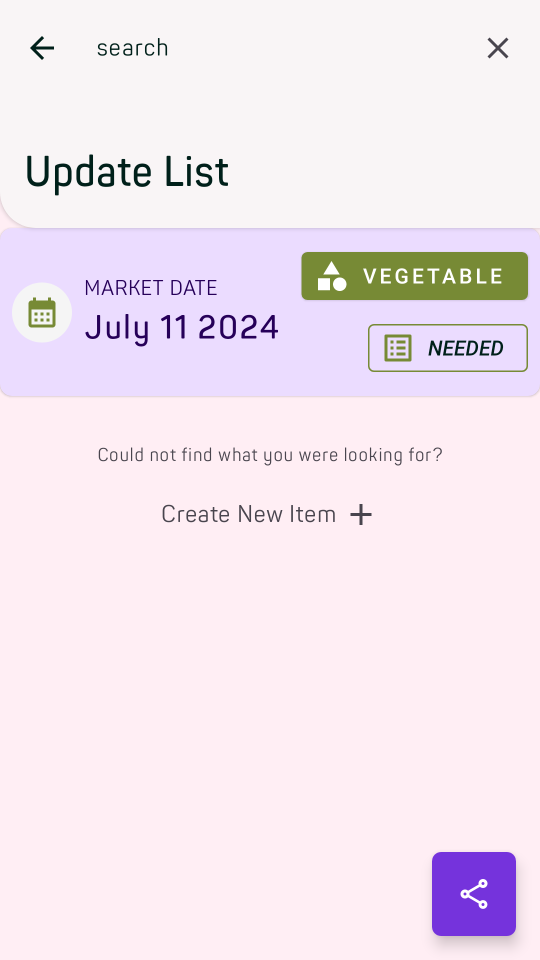 search
Update List
MARKET DATE
July 11 2024
VEGETABLE
NEEDED
Could not find what you were looking for?
Create New Item